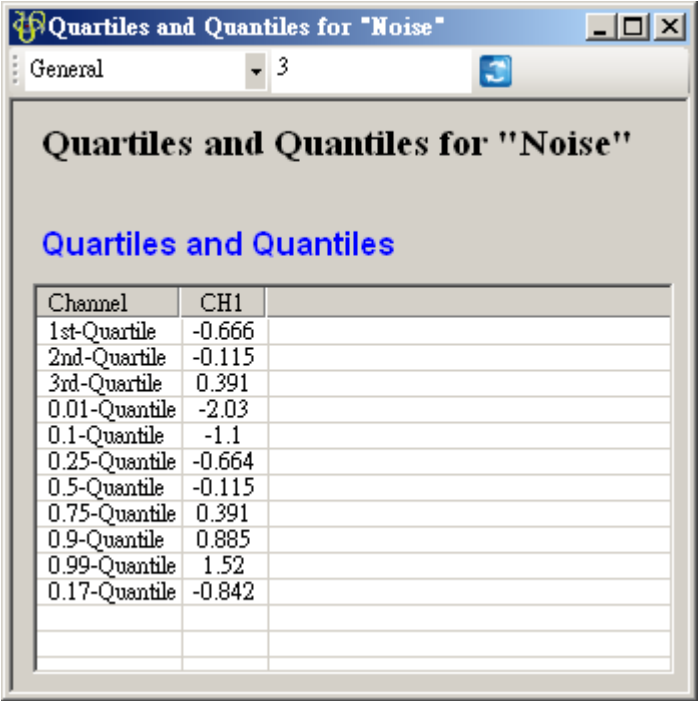 Quartiles and Quantiles for "Noise"
General 3
Quartiles and Quantiles for "Noise"
Quartiles and Quantiles
Channel CH1
1st-Quartile -0.666
2nd-Quartile -0.115
3rd-Quartile 0.391
0.01-Quantile -2.03
0.1-Quantile -1.1
0.25-Quantile -0.664
0.5-Quantile -0.115
0.75-Quantile 0.391
0.9-Quantile 0.885
0.99-Quantile 1.52
0.17-Quantile -0.842